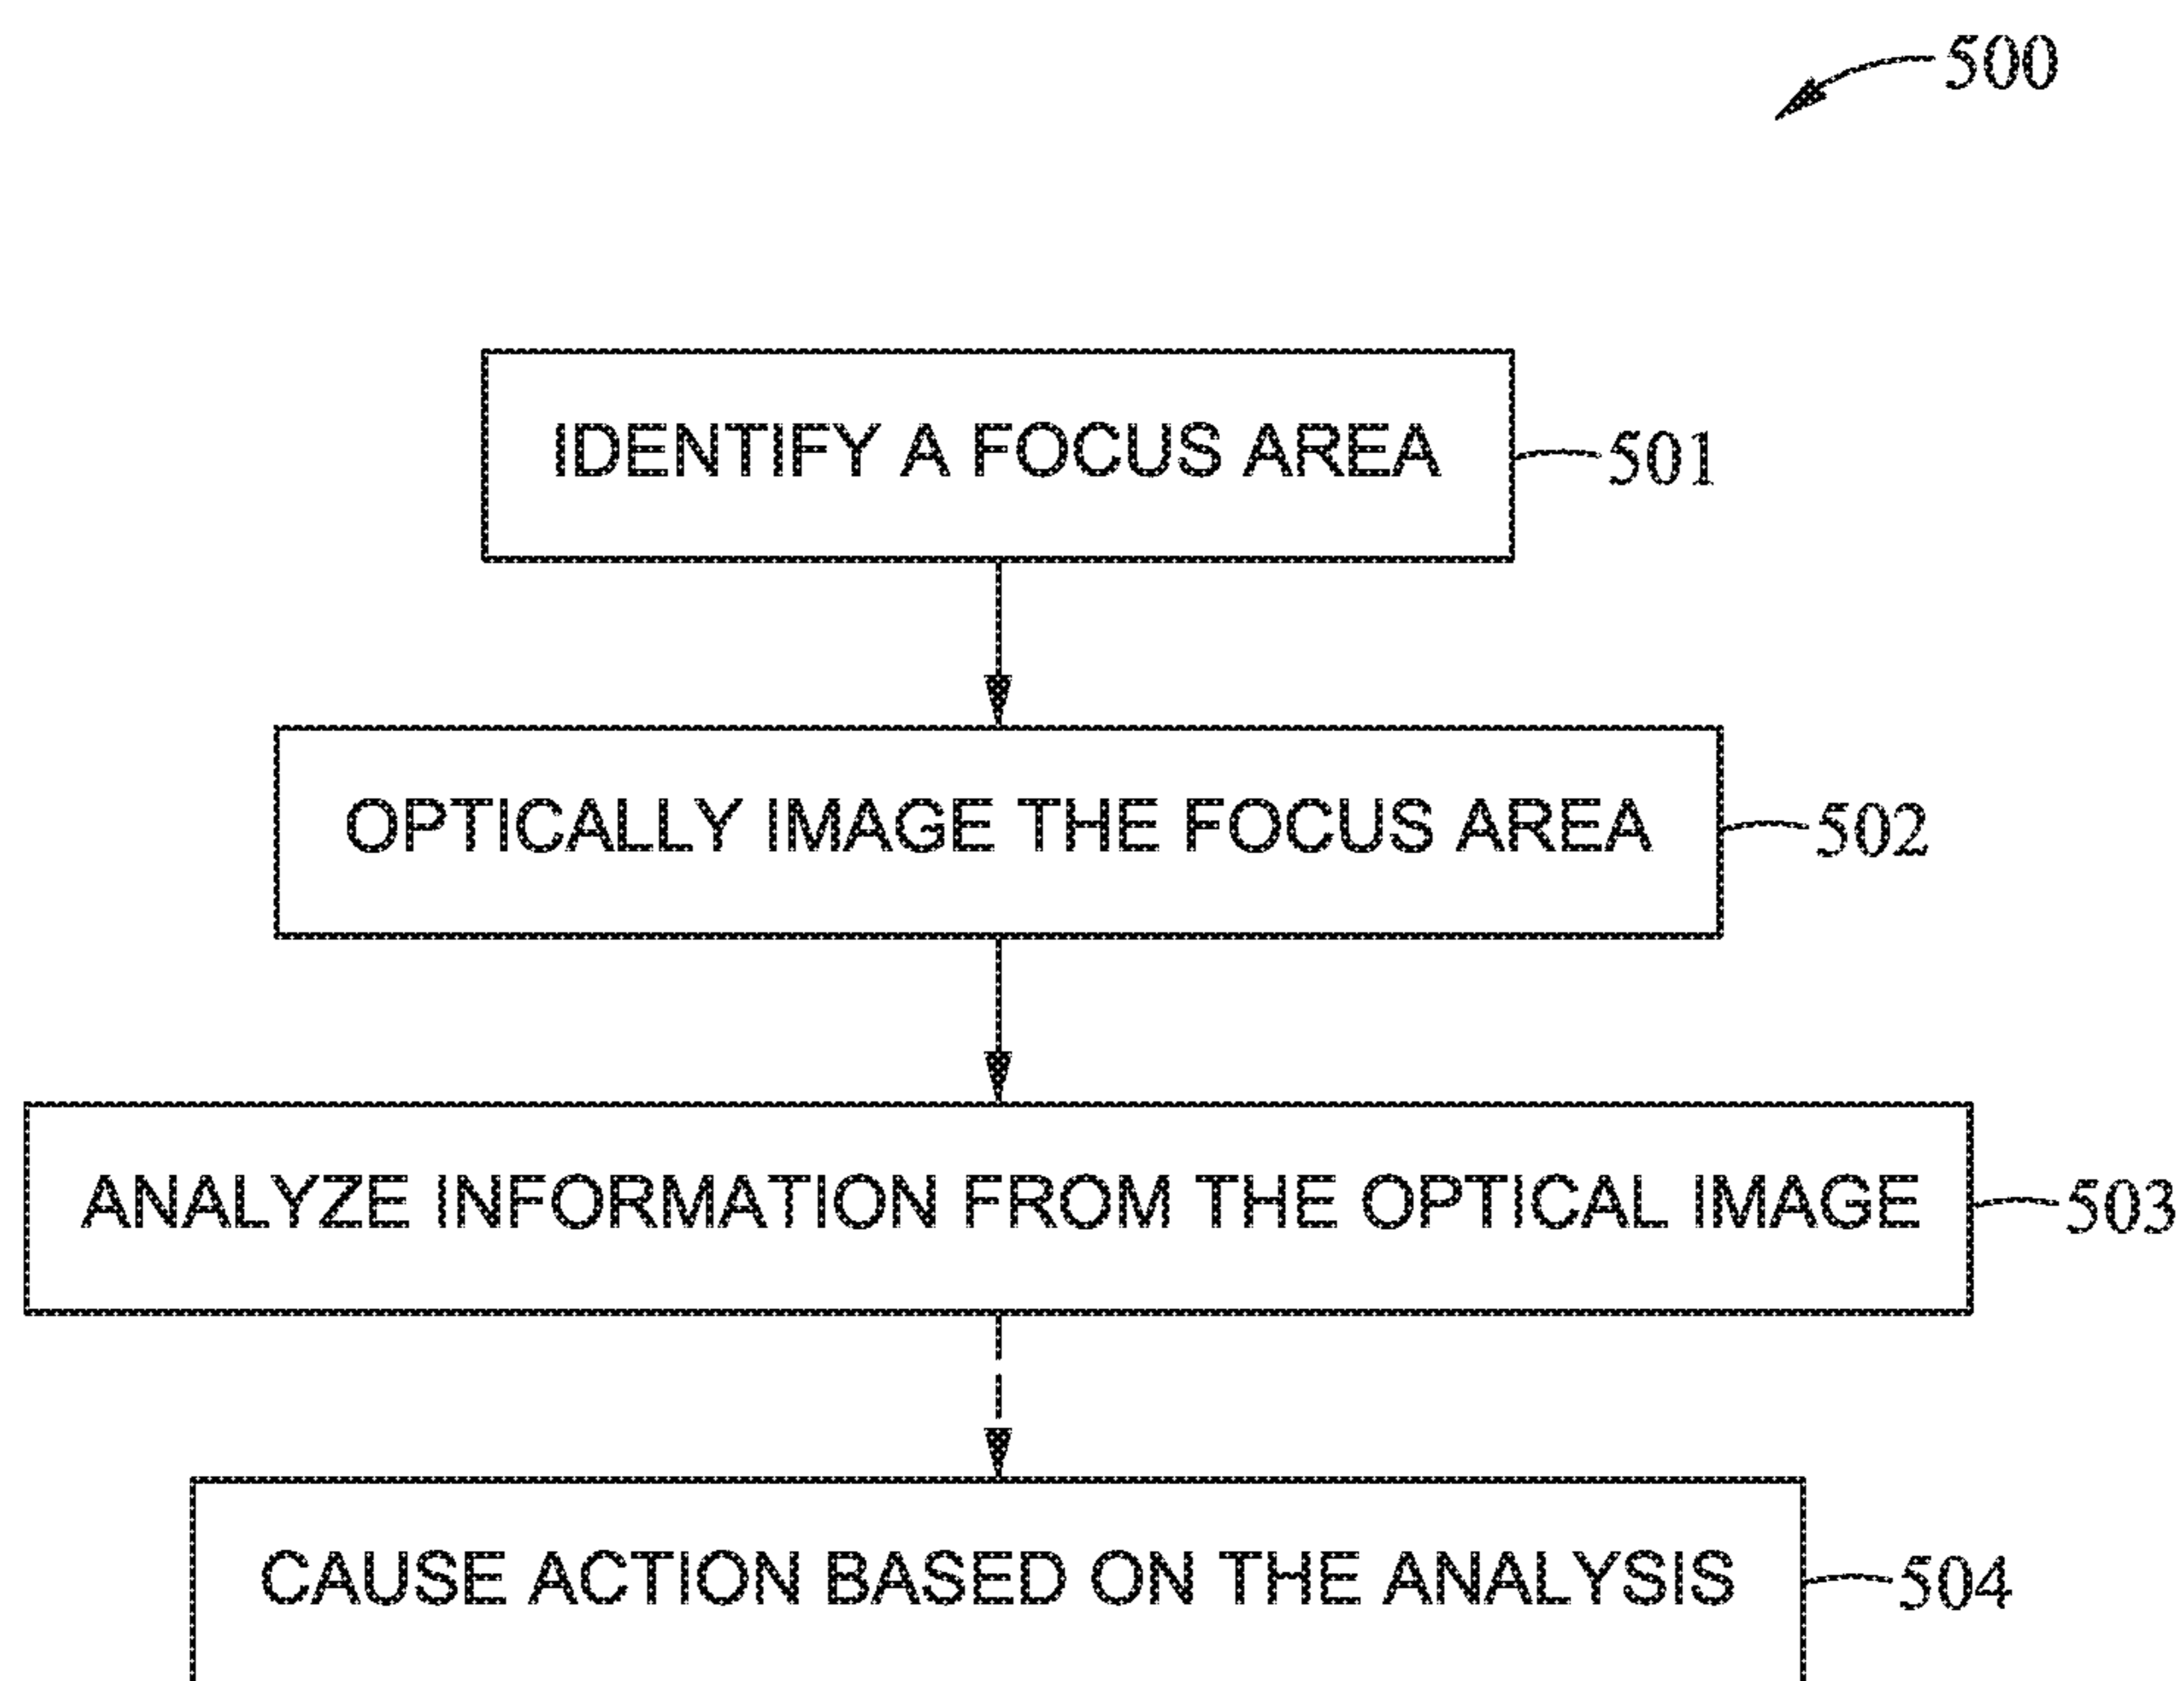 500
IDENTIFY A FOCUS AREA 501
OPTICALLY IMAGE THE FOCUS AREA 502
ANALYZE INFORMATION FROM THE OPTICAL IMAGE 503
CAUSE ACTION BASED ON THE ANALYSIS 504